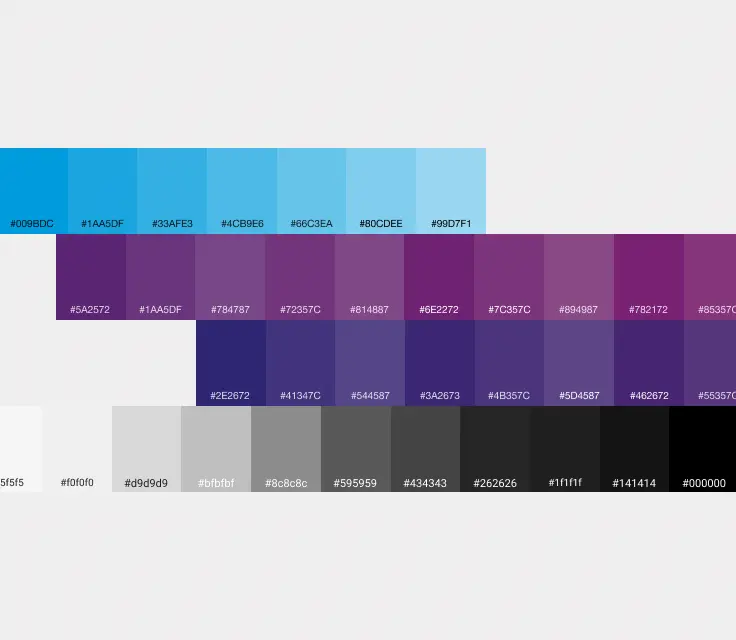 #009BDC #1AA5DF #33AFE3 #4CB9E6 #66C3EA #80CDEE #99D7F1
#5A2572 #1AA5DF #784787 #72357C #814887 #6E2272 #7C357C #894987 #782172 #85357C
#2E2672 #41347C #544587 #3A2673 #4B357C #5D4587 #462672 #55357C
5f5f5 #f0f0f0 #d9d9d9 #bfbfbf #8c8c8c #595959 #434343 #262626 #1f1f1f #141414 #000000